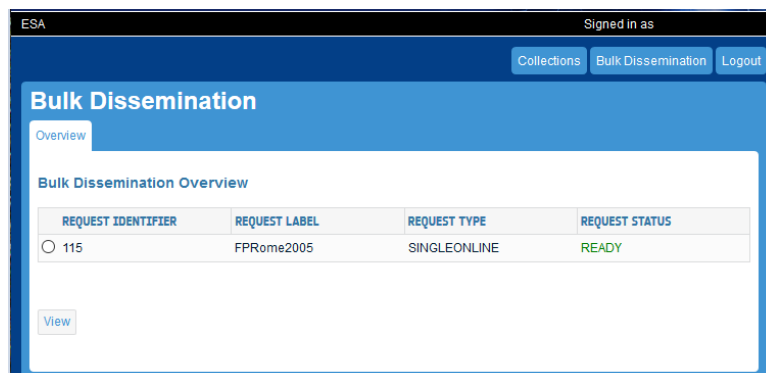 ESA Signed in as
Collections Bulk Dissemination Logout
Bulk Dissemination
Overview
Bulk Dissemination Overview
REQUEST IDENTIFIER REQUEST LABEL REQUEST TYPE REQUEST STATUS
115 FPRome2005 SINGLEONLINE READY
View